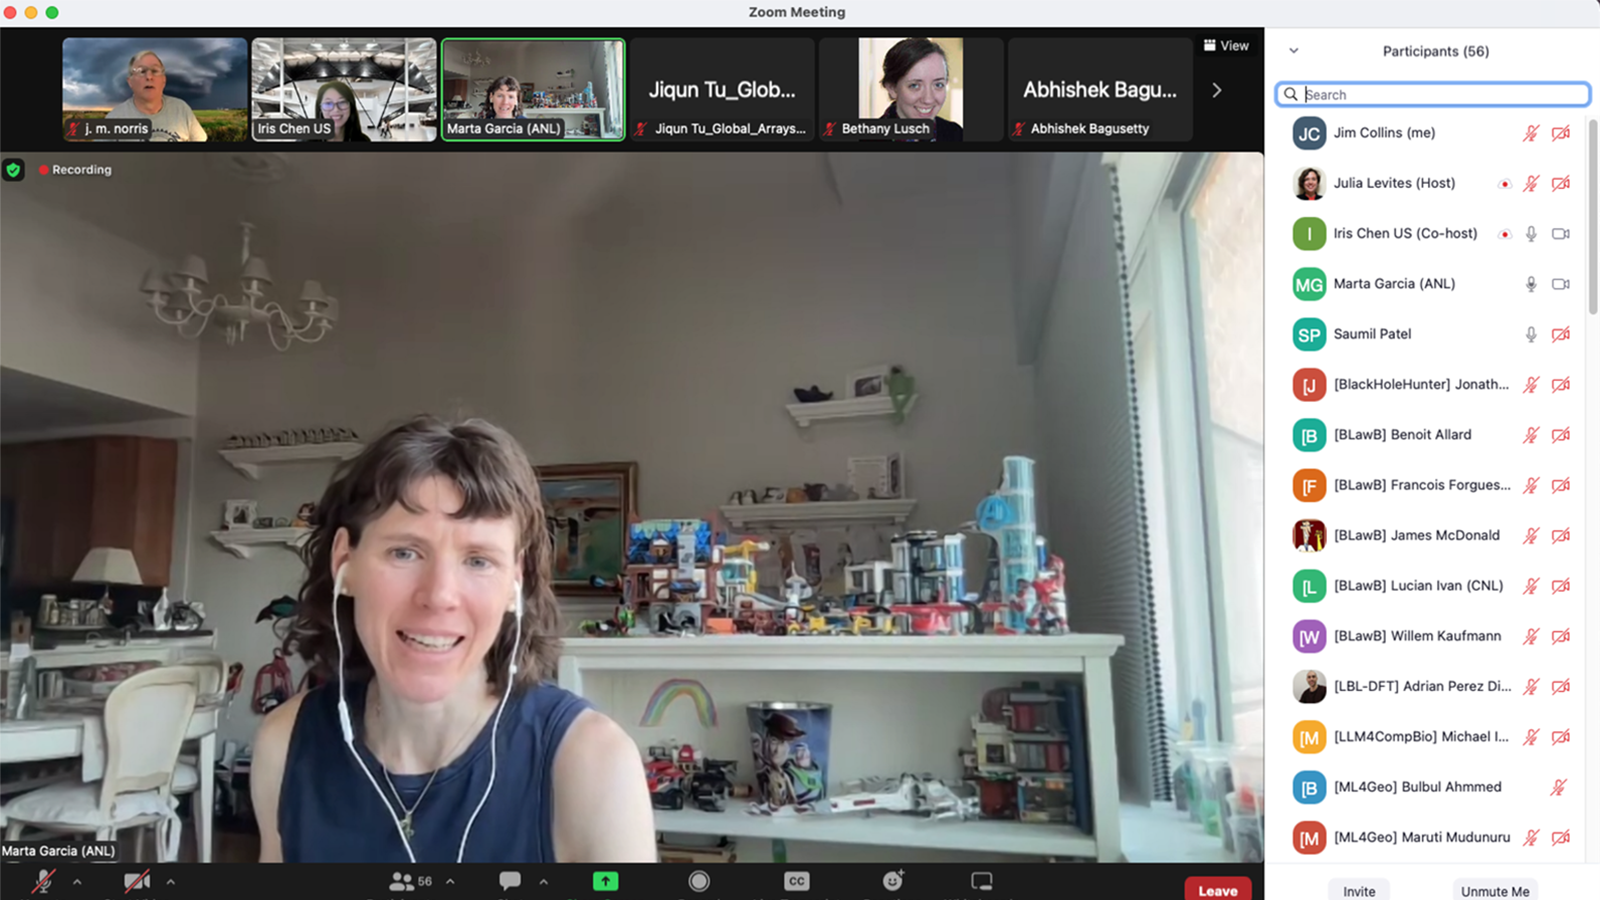 Zoom Meeting
j. m. norris
Iris Chen US
Marta Garcia (ANL)
Jiqun Tu_Glob...
Jiqun Tu_Global_Arrays...
Bethany Lusch
Abhishek Bagu...
Abhishek Bagusetty
View
Recording
Marta Garcia (ANL)
56
CC
Leave
Participants (56)
Search
JC Jim Collins (me)
Julia Levites (Host)
I Iris Chen US (Co-host)
MG Marta Garcia (ANL)
SP Saumil Patel
[J [BlackHoleHunter] Jonath...
[B [BLawB] Benoit Allard
[F [BLawB] Francois Forgues...
[BLawB] James McDonald
[L [BLawB] Lucian Ivan (CNL)
[W [BLawB] Willem Kaufmann
[LBL-DFT] Adrian Perez Di...
[M [LLM4CompBio] Michael I...
[B [ML4Geo] Bulbul Ahmmed
[M [ML4Geo] Maruti Mudunuru
Invite
Unmute Me